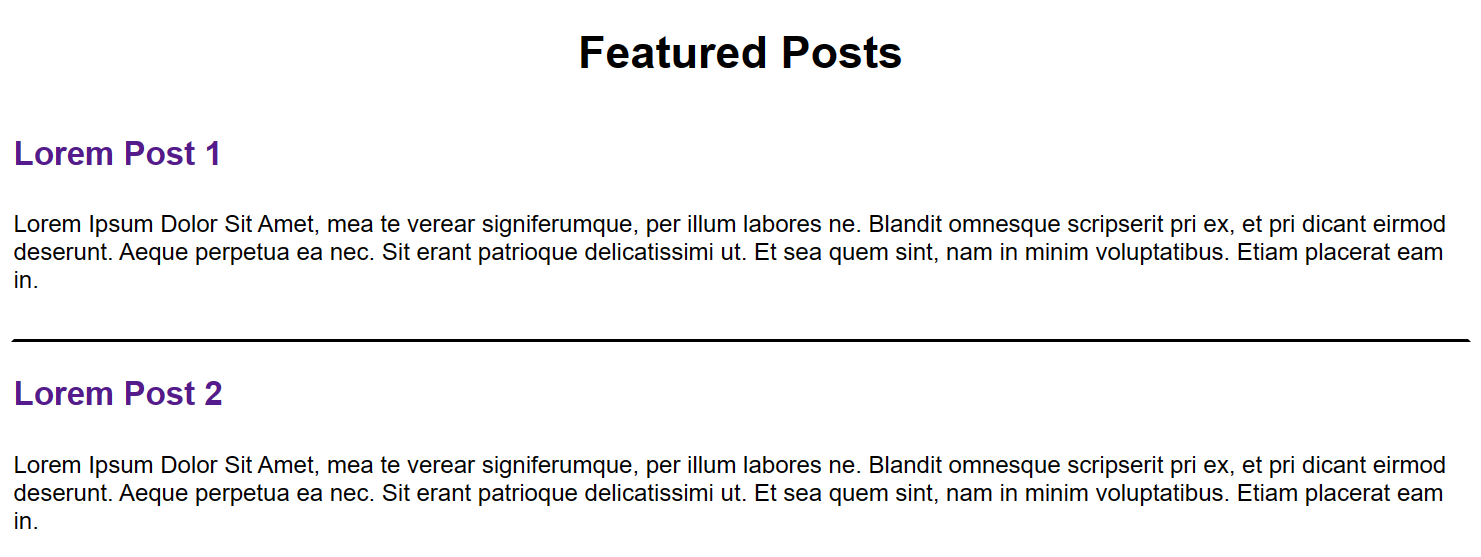 Featured Posts
Lorem Post 1
Lorem Ipsum Dolor Sit Amet, mea te verear signiferumque, per illum labores ne. Blandit omnesque scripserit pri ex, et pri dicant eirmod
deserunt. Aeque perpetua ea nec. Sit erant patrioque delicatissimi ut. Et sea quem sint, nam in minim voluptatibus. Etiam placerat eam
in.
Lorem Post 2
Lorem Ipsum Dolor Sit Amet, mea te verear signiferumque, per illum labores ne. Blandit omnesque scripserit pri ex, et pri dicant eirmod
deserunt. Aeque perpetua ea nec. Sit erant patrioque delicatissimi ut. Et sea quem sint, nam in minim voluptatibus. Etiam placerat eam
in.